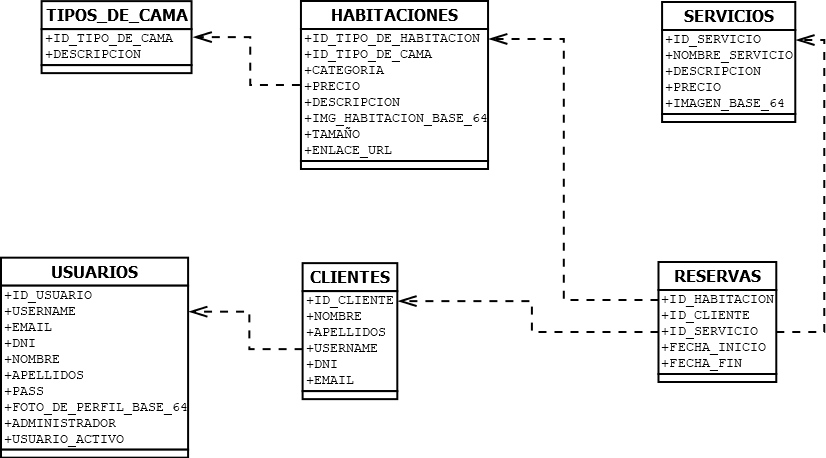 TIPOS_DE_CAMA
+ID_TIPO_DE_CAMA
+DESCRIPCION
HABITACIONES
+ID_TIPO_DE_HABITACION
+ID_TIPO_DE_CAMA
+CATEGORIA
+PRECIO
+DESCRIPCION
+IMG_HABITACION_BASE_64
+TAMAÑO
+ENLACE_URL
SERVICIOS
+ID_SERVICIO
+NOMBRE_SERVICIO
+DESCRIPCION
+PRECIO
+IMAGEN_BASE_64
USUARIOS
+ID_USUARIO
+USERNAME
+EMAIL
+DNI
+NOMBRE
+APELLIDOS
+PASS
+FOTO_DE_PERFIL_BASE_64
+ADMINISTRADOR
+USUARIO_ACTIVO
CLIENTES
+ID_CLIENTE
+NOMBRE
+APELLIDOS
+USERNAME
+DNI
+EMAIL
RESERVAS
+ID_HABITACION
+ID_CLIENTE
+ID_SERVICIO
+FECHA_INICIO
+FECHA_FIN